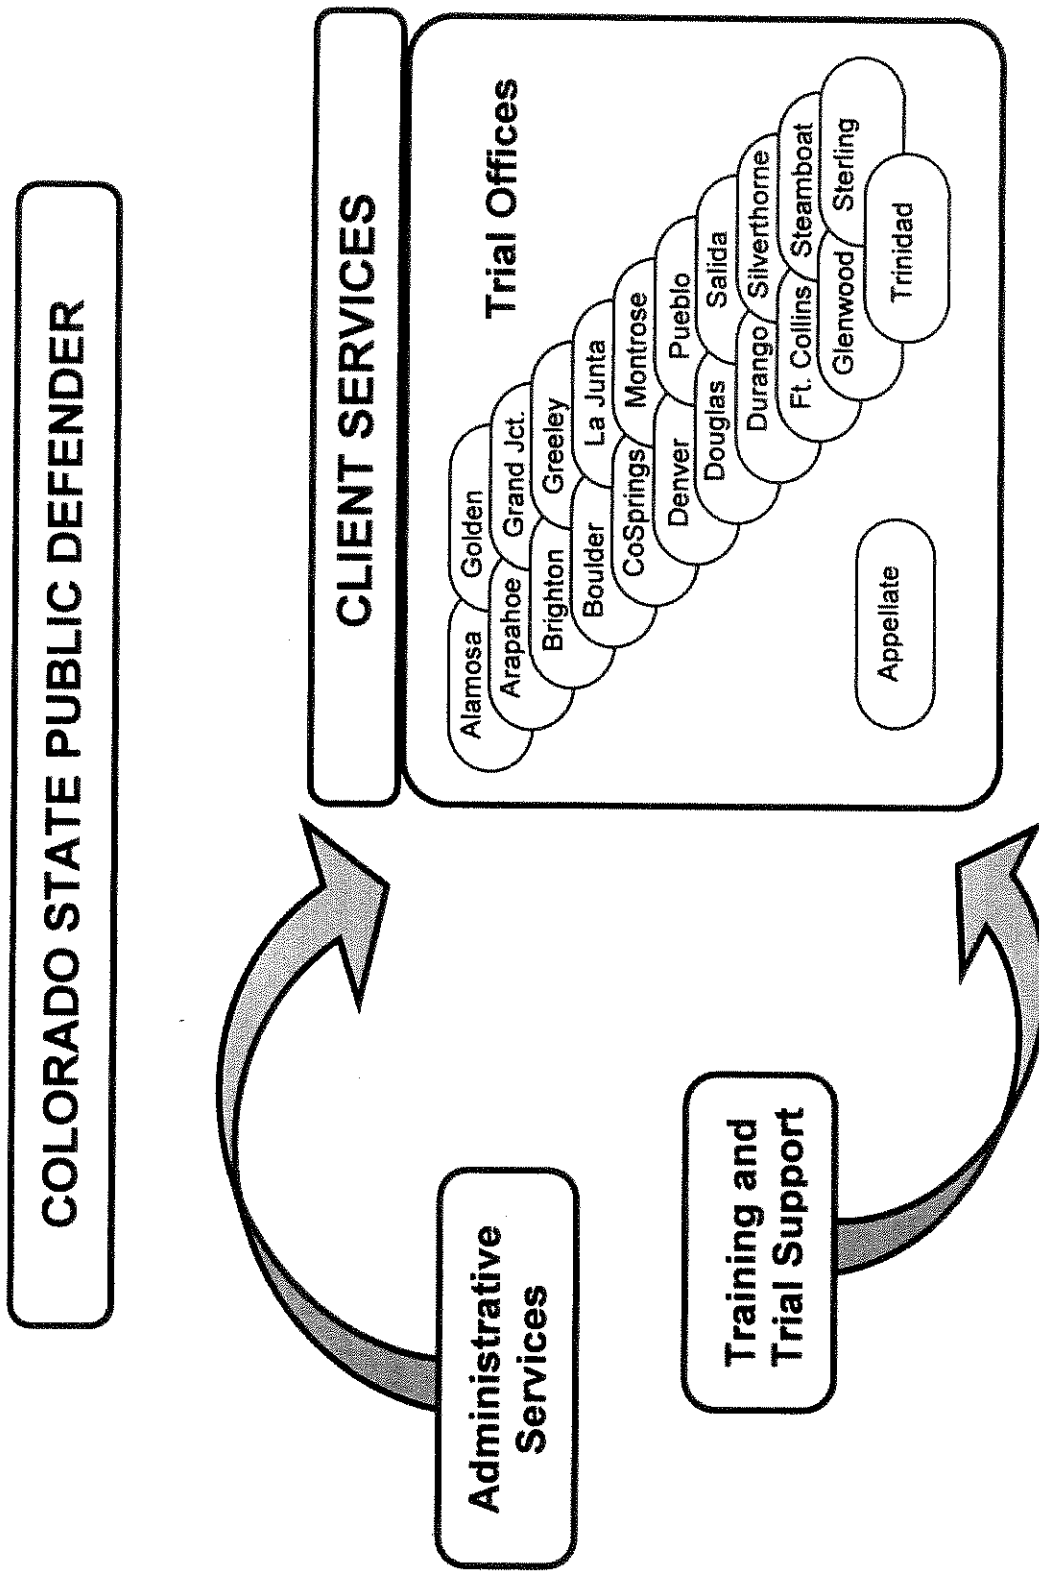 COLORADO STATE PUBLIC DEFENDER
CLIENT SERVICES
Administrative
Services
Training and
Trial Support
Trial Offices
Alamosa
Arapahoe
Brighton
Boulder
CoSprings
Denver
Douglas
Durango
Ft. Collins
Glenwood
Golden
Grand Jct.
Greeley
La Junta
Montrose
Pueblo
Salida
Silverthorne
Steamboat
Sterling
Trinidad
Appellate